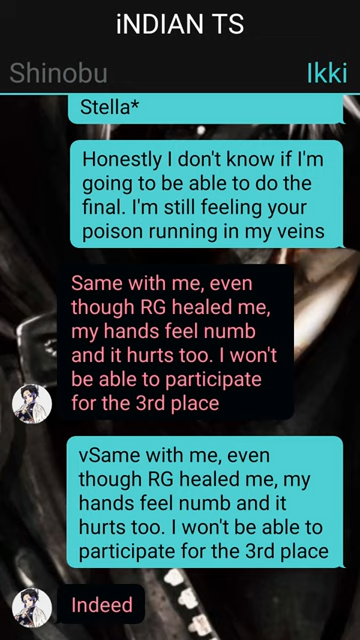 iNDIAN TS
Shinobu Ikki
Stella*
Honestly I don't know if I'm
going to be able to do the
final. I'm still feeling your
poison running in my veins
Same with me, even
though RG healed me,
my hands feel numb
and it hurts too. I won't
be able to participate
for the 3rd place
vSame with me, even
though RG healed me, my
hands feel numb and it
hurts too. I won't be able to
participate for the 3rd place
Indeed